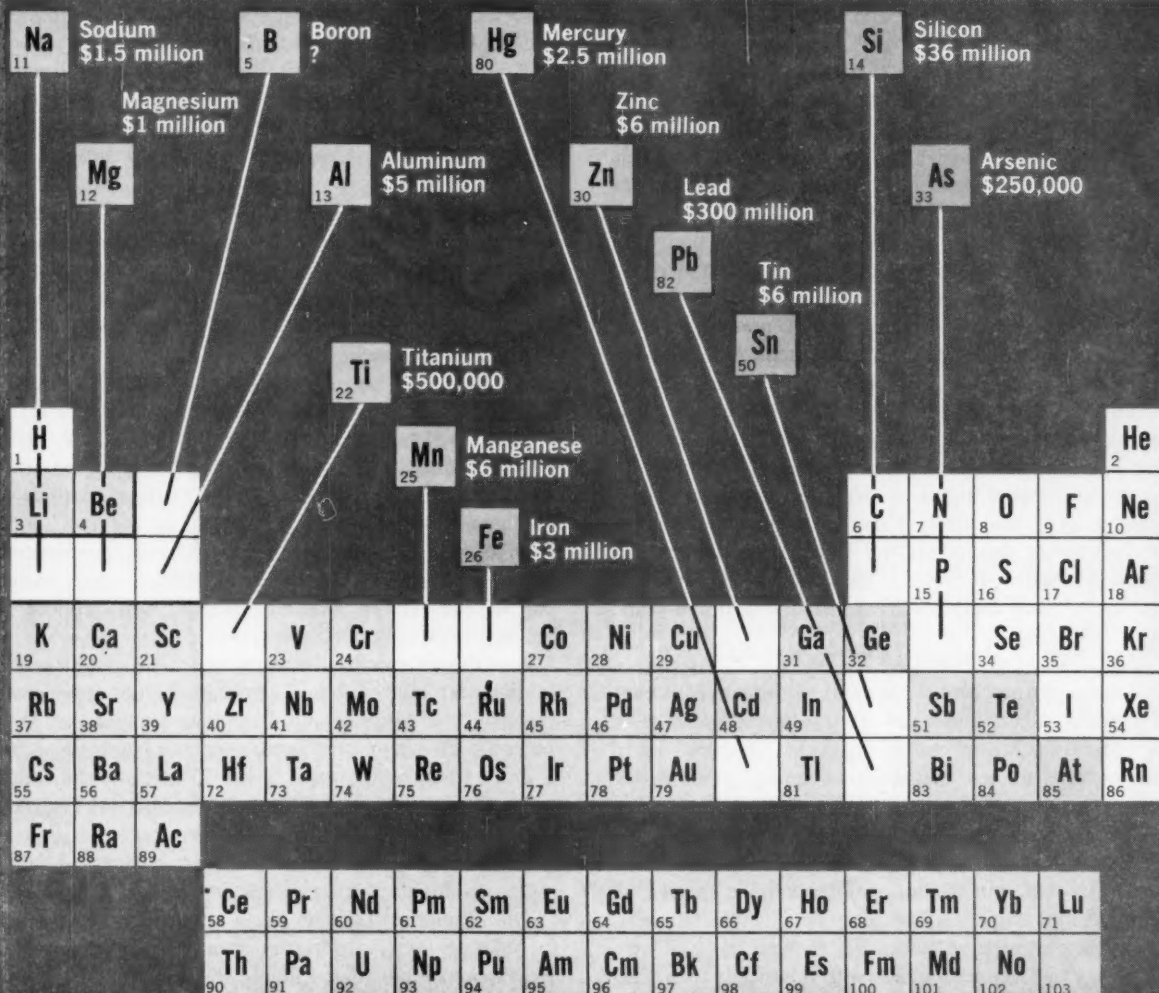 Na
11
Sodium
$1.5 million
B
5
Boron
?
Hg
80
Mercury
$2.5 million
Si
14
Silicon
$36 million
Magnesium
$1 million
Mg
12
Al
13
Aluminum
$5 million
Zinc
$6 million
Zn
30
As
33
Arsenic
$250,000
Lead
$300 million
Pb
82
Tin
$6 million
Sn
50
Ti
22
Titanium
$500,000
Mn
25
Manganese
$6 million
Fe
26
Iron
$3 million
H He
1 2
Li Be C N O F Ne
3 4 6 7 8 9 10
P S Cl Ar
15 16 17 18
K Ca Sc V Cr Co Ni Cu Ga Ge Se Br Kr
19 20 21 23 24 27 28 29 31 32 34 35 36
Rb Sr Y Zr Nb Mo Tc Ru Rh Pd Ag Cd In Sb Te I Xe
37 38 39 40 41 42 43 44 45 46 47 48 49 51 52 53 54
Cs Ba La Hf Ta W Re Os Ir Pt Au Tl Bi Po At Rn
55 56 57 72 73 74 75 76 27 78 79 81 83 84 85 86
Fr Ra Ac
87 88 89
Ce Pr Nd Pm Sm Eu Gd Tb Dy Ho Er Tm Yb Lu
58 59 60 61 62 63 64 65 66 67 68 69 70 71
Th Pa U Np Pu Am Cm Bk Cf Es Fm Md No
90 91 92 93 94 95 96 97 98 99 100 101 102 103